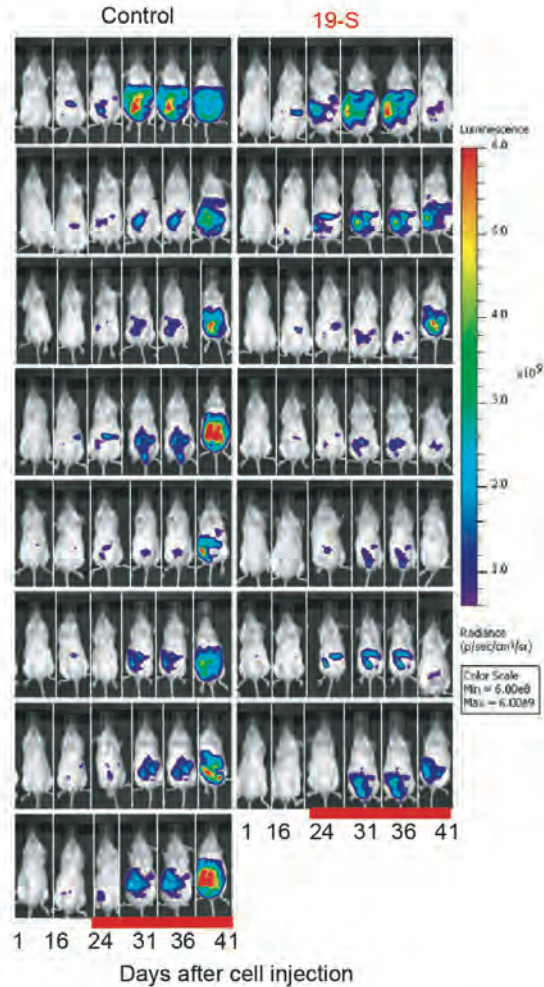 Control
19-S
Luminescence
6.0
5.0
4.0
×10⁹
3.0
2.0
1.0
Radiance
(p/sec/cm²/sr)
Color Scale
Min = 6.00e8
Max = 6.00e9
1 16 24 31 36 41
1 16 24 31 36 41
Days after cell injection